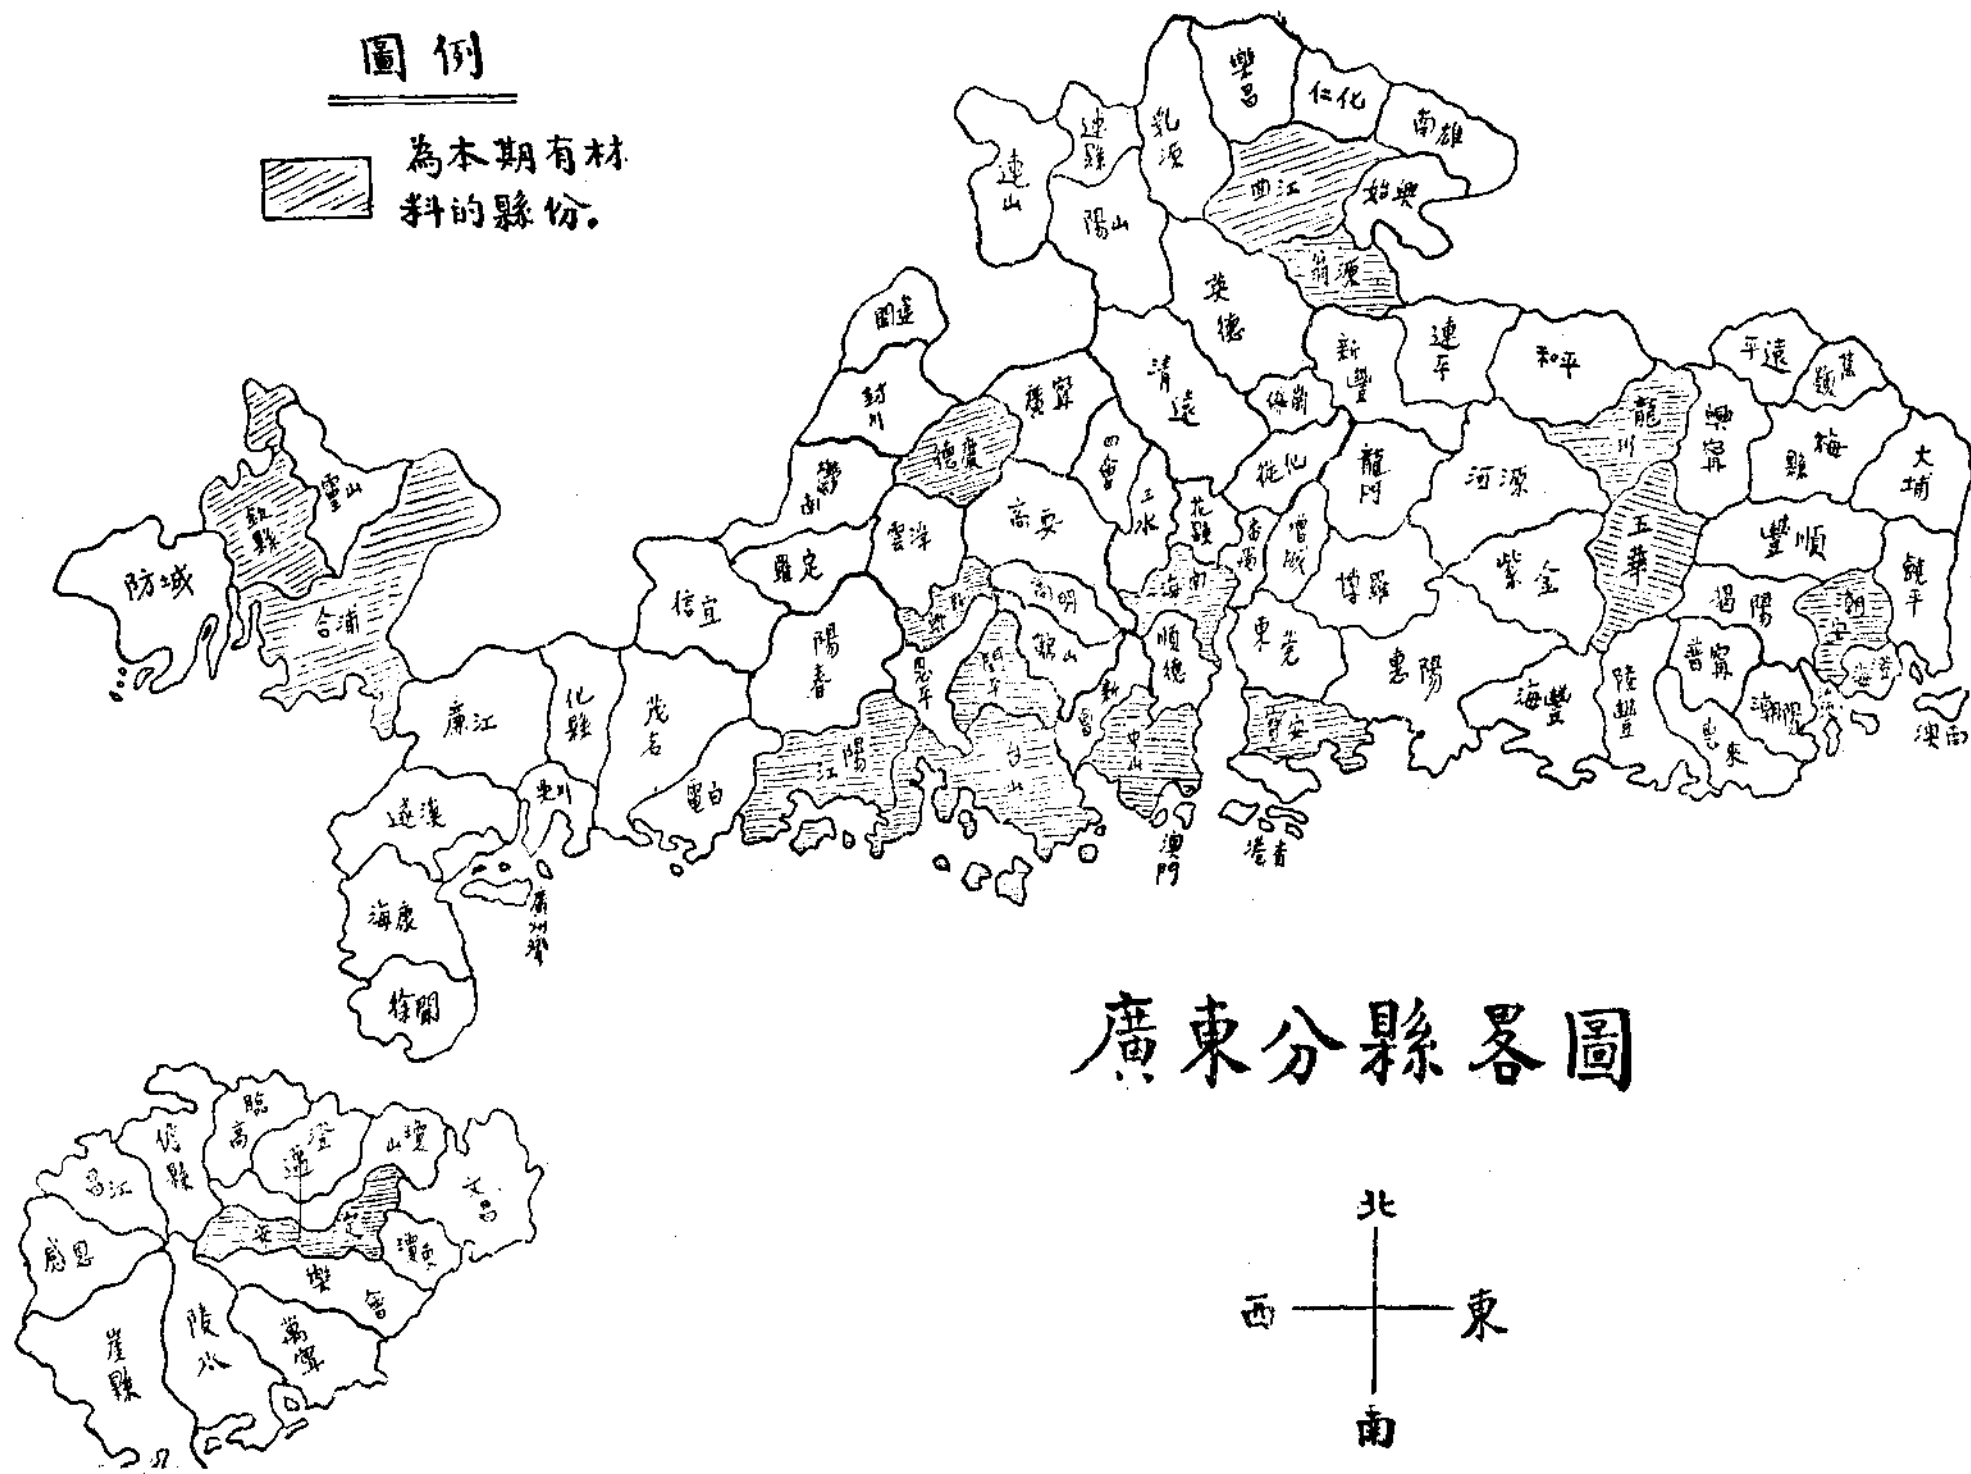 圖例
為本期有材
料的縣份。
樂昌
仁化
南雄
乳源
連縣
連山
陽山
曲江
始興
翁源
英德
開建
封川
廣寧
清遠
新豐
連平
和平
平遠
龍川
興寧
梅縣
大埔
德慶
四會
從化
龍門
河源
靈山
欽縣
防城
合浦
鬱南
雲浮
高要
三水
花縣
番禺
增城
博羅
紫金
五華
豐順
饒平
羅定
信宜
高明
南海
揭陽
潮安
陽春
恩平
開平
鶴山
順德
東莞
惠陽
海豐
陸豐
普寧
潮陽
惠來
澄海
南澳
廉江
化縣
茂名
電白
陽江
台山
新會
中山
寶安
澳門
香港
遂溪
吳川
海康
廣州灣
徐聞
廣東分縣畧圖
臨高
澄邁
瓊山
文昌
儋縣
昌江
感恩
安定
瓊東
樂會
萬寧
陵水
崖縣
北
西
東
南